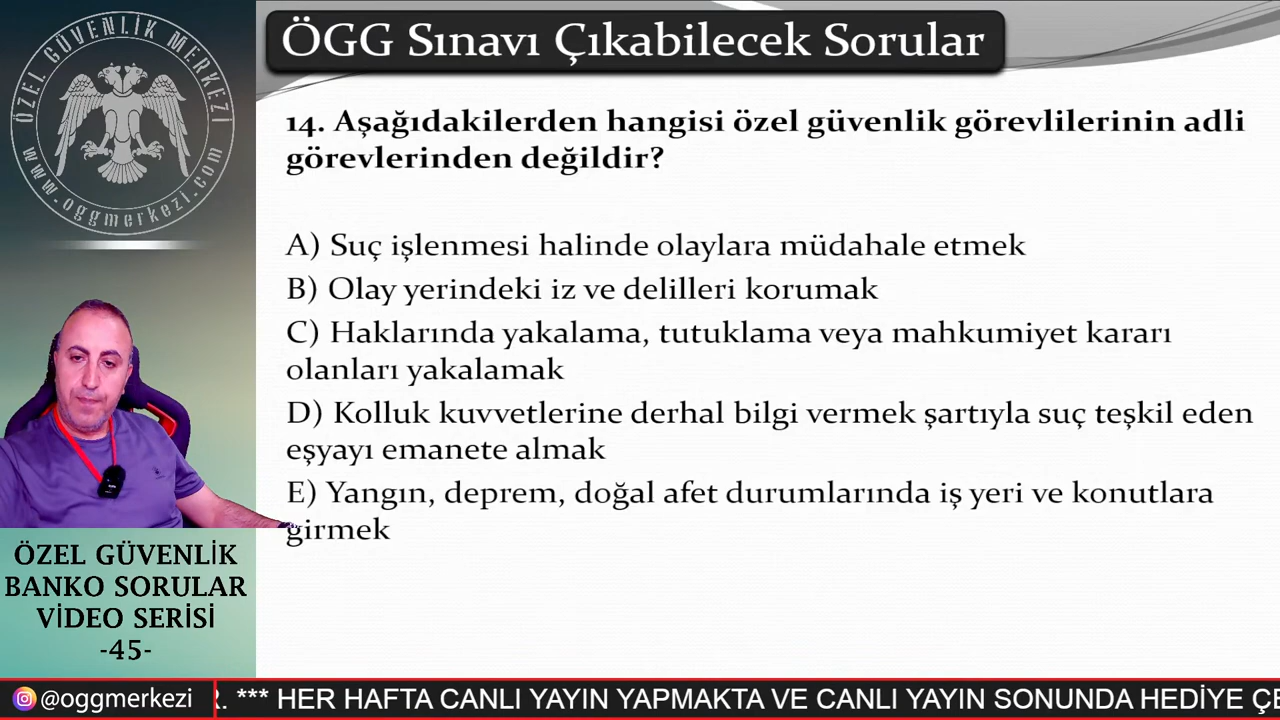 ÖZEL GÜVENLİK MERKEZİ
www.oggmerkezi.com
ÖGG Sınavı Çıkabilecek Sorular
14. Aşağıdakilerden hangisi özel güvenlik görevlilerinin adli
görevlerinden değildir?
A) Suç işlenmesi halinde olaylara müdahale etmek
B) Olay yerindeki iz ve delilleri korumak
C) Haklarında yakalama, tutuklama veya mahkumiyet kararı
olanları yakalamak
D) Kolluk kuvvetlerine derhal bilgi vermek şartıyla suç teşkil eden
eşyayı emanete almak
E) Yangın, deprem, doğal afet durumlarında iş yeri ve konutlara
girmek
ÖZEL GÜVENLİK
BANKO SORULAR
VİDEO SERİSİ
-45-
@oggmerkezi
R. *** HER HAFTA CANLI YAYIN YAPMAKTA VE CANLI YAYIN SONUNDA HEDİYE ÇE